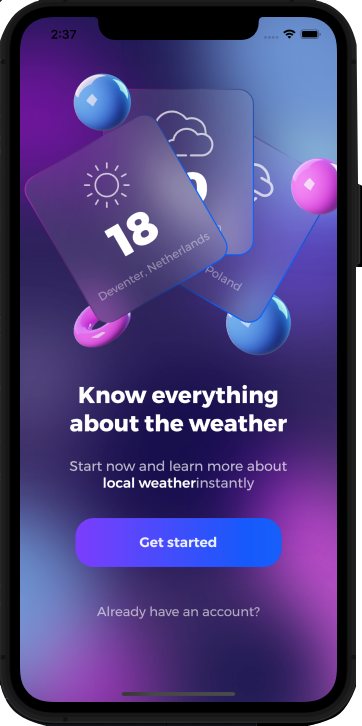 2:37
18
Deventer, Netherlands
Poland
Know everything
about the weather
Start now and learn more about
local weatherinstantly
Get started
Already have an account?